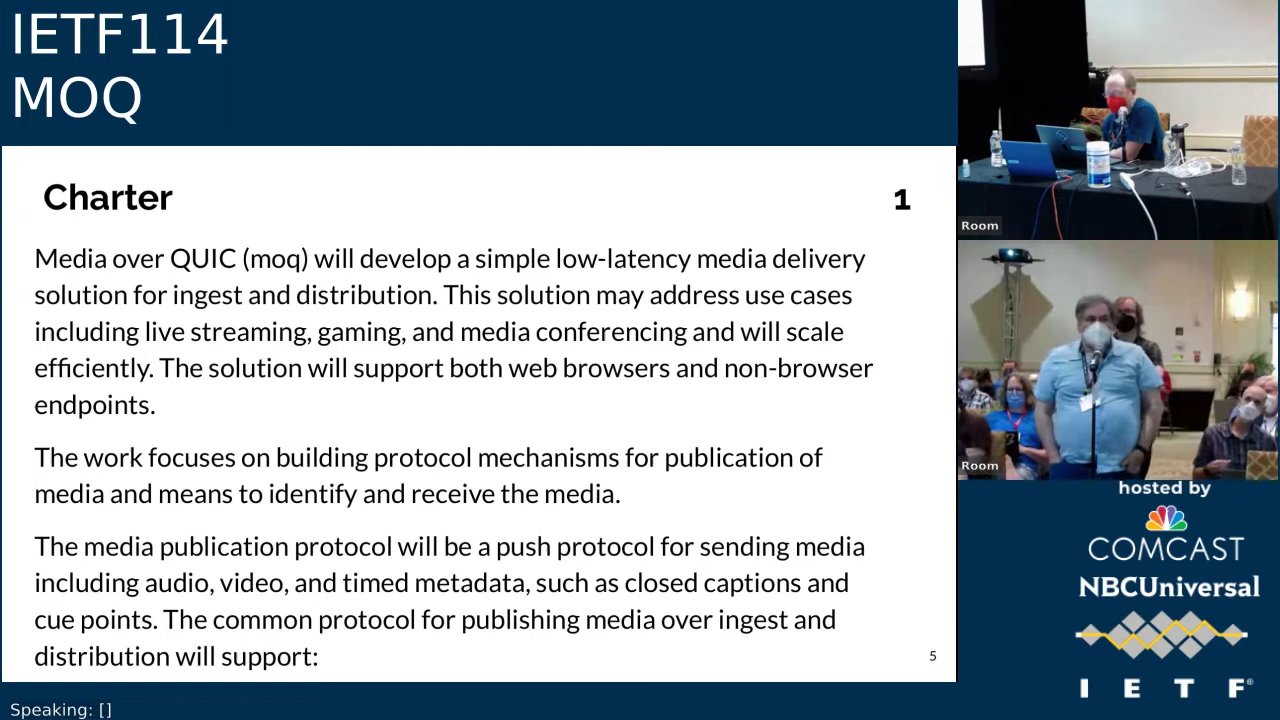 IETF114
MOQ
Charter
1
Media over QUIC (moq) will develop a simple low-latency media delivery
solution for ingest and distribution. This solution may address use cases
including live streaming, gaming, and media conferencing and will scale
efficiently. The solution will support both web browsers and non-browser
endpoints.
The work focuses on building protocol mechanisms for publication of
media and means to identify and receive the media.
The media publication protocol will be a push protocol for sending media
including audio, video, and timed metadata, such as closed captions and
cue points. The common protocol for publishing media over ingest and
distribution will support:
5
Speaking: []
Room
Room
hosted by
COMCAST
NBCUniversal
I E T F®